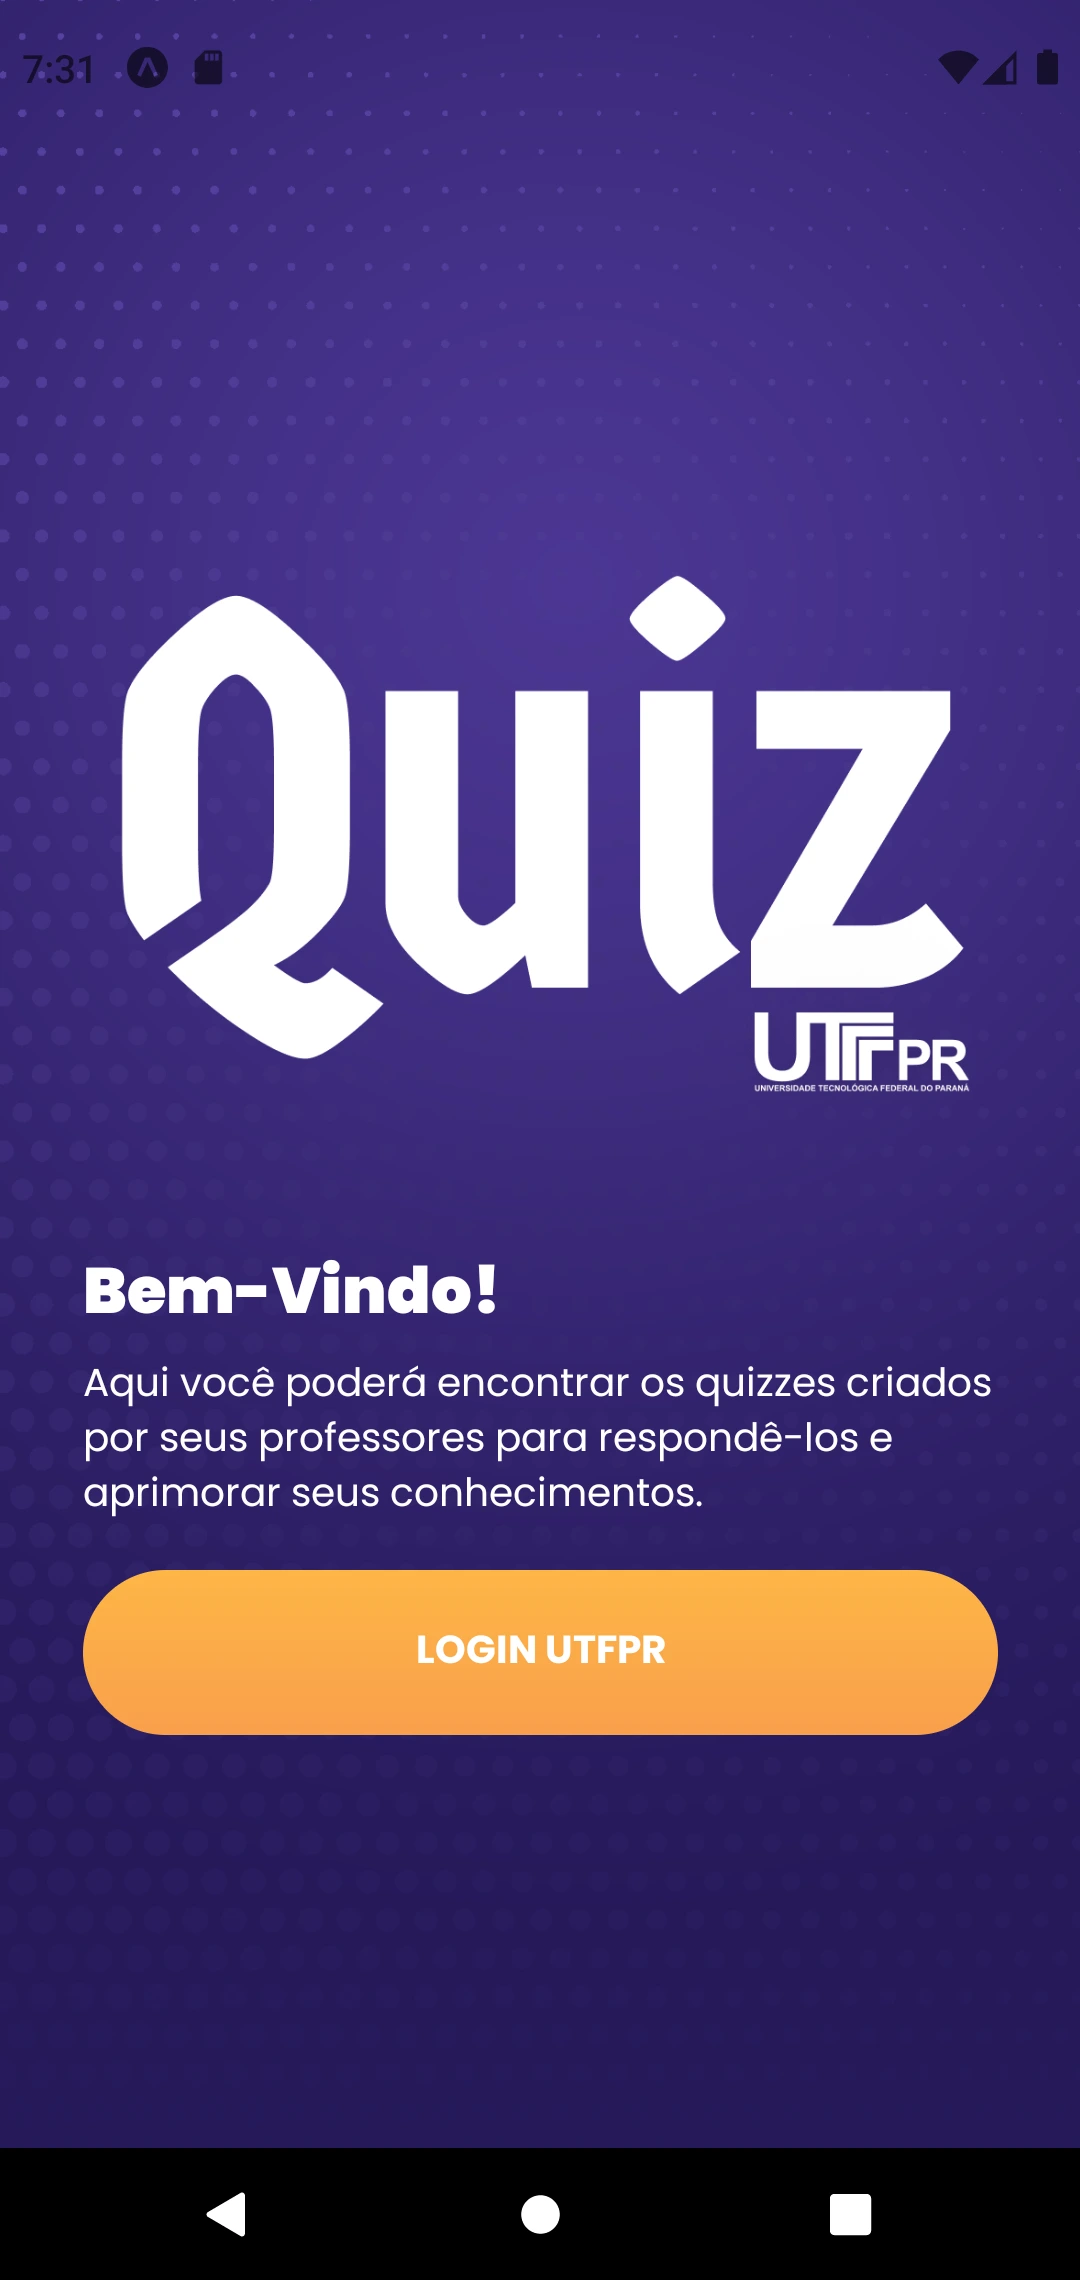 7:31
Quiz
UTFPR
UNIVERSIDADE TECNOLÓGICA FEDERAL DO PARANÁ
Bem-Vindo!
Aqui você poderá encontrar os quizzes criados
por seus professores para respondê-los e
aprimorar seus conhecimentos.
LOGIN UTFPR